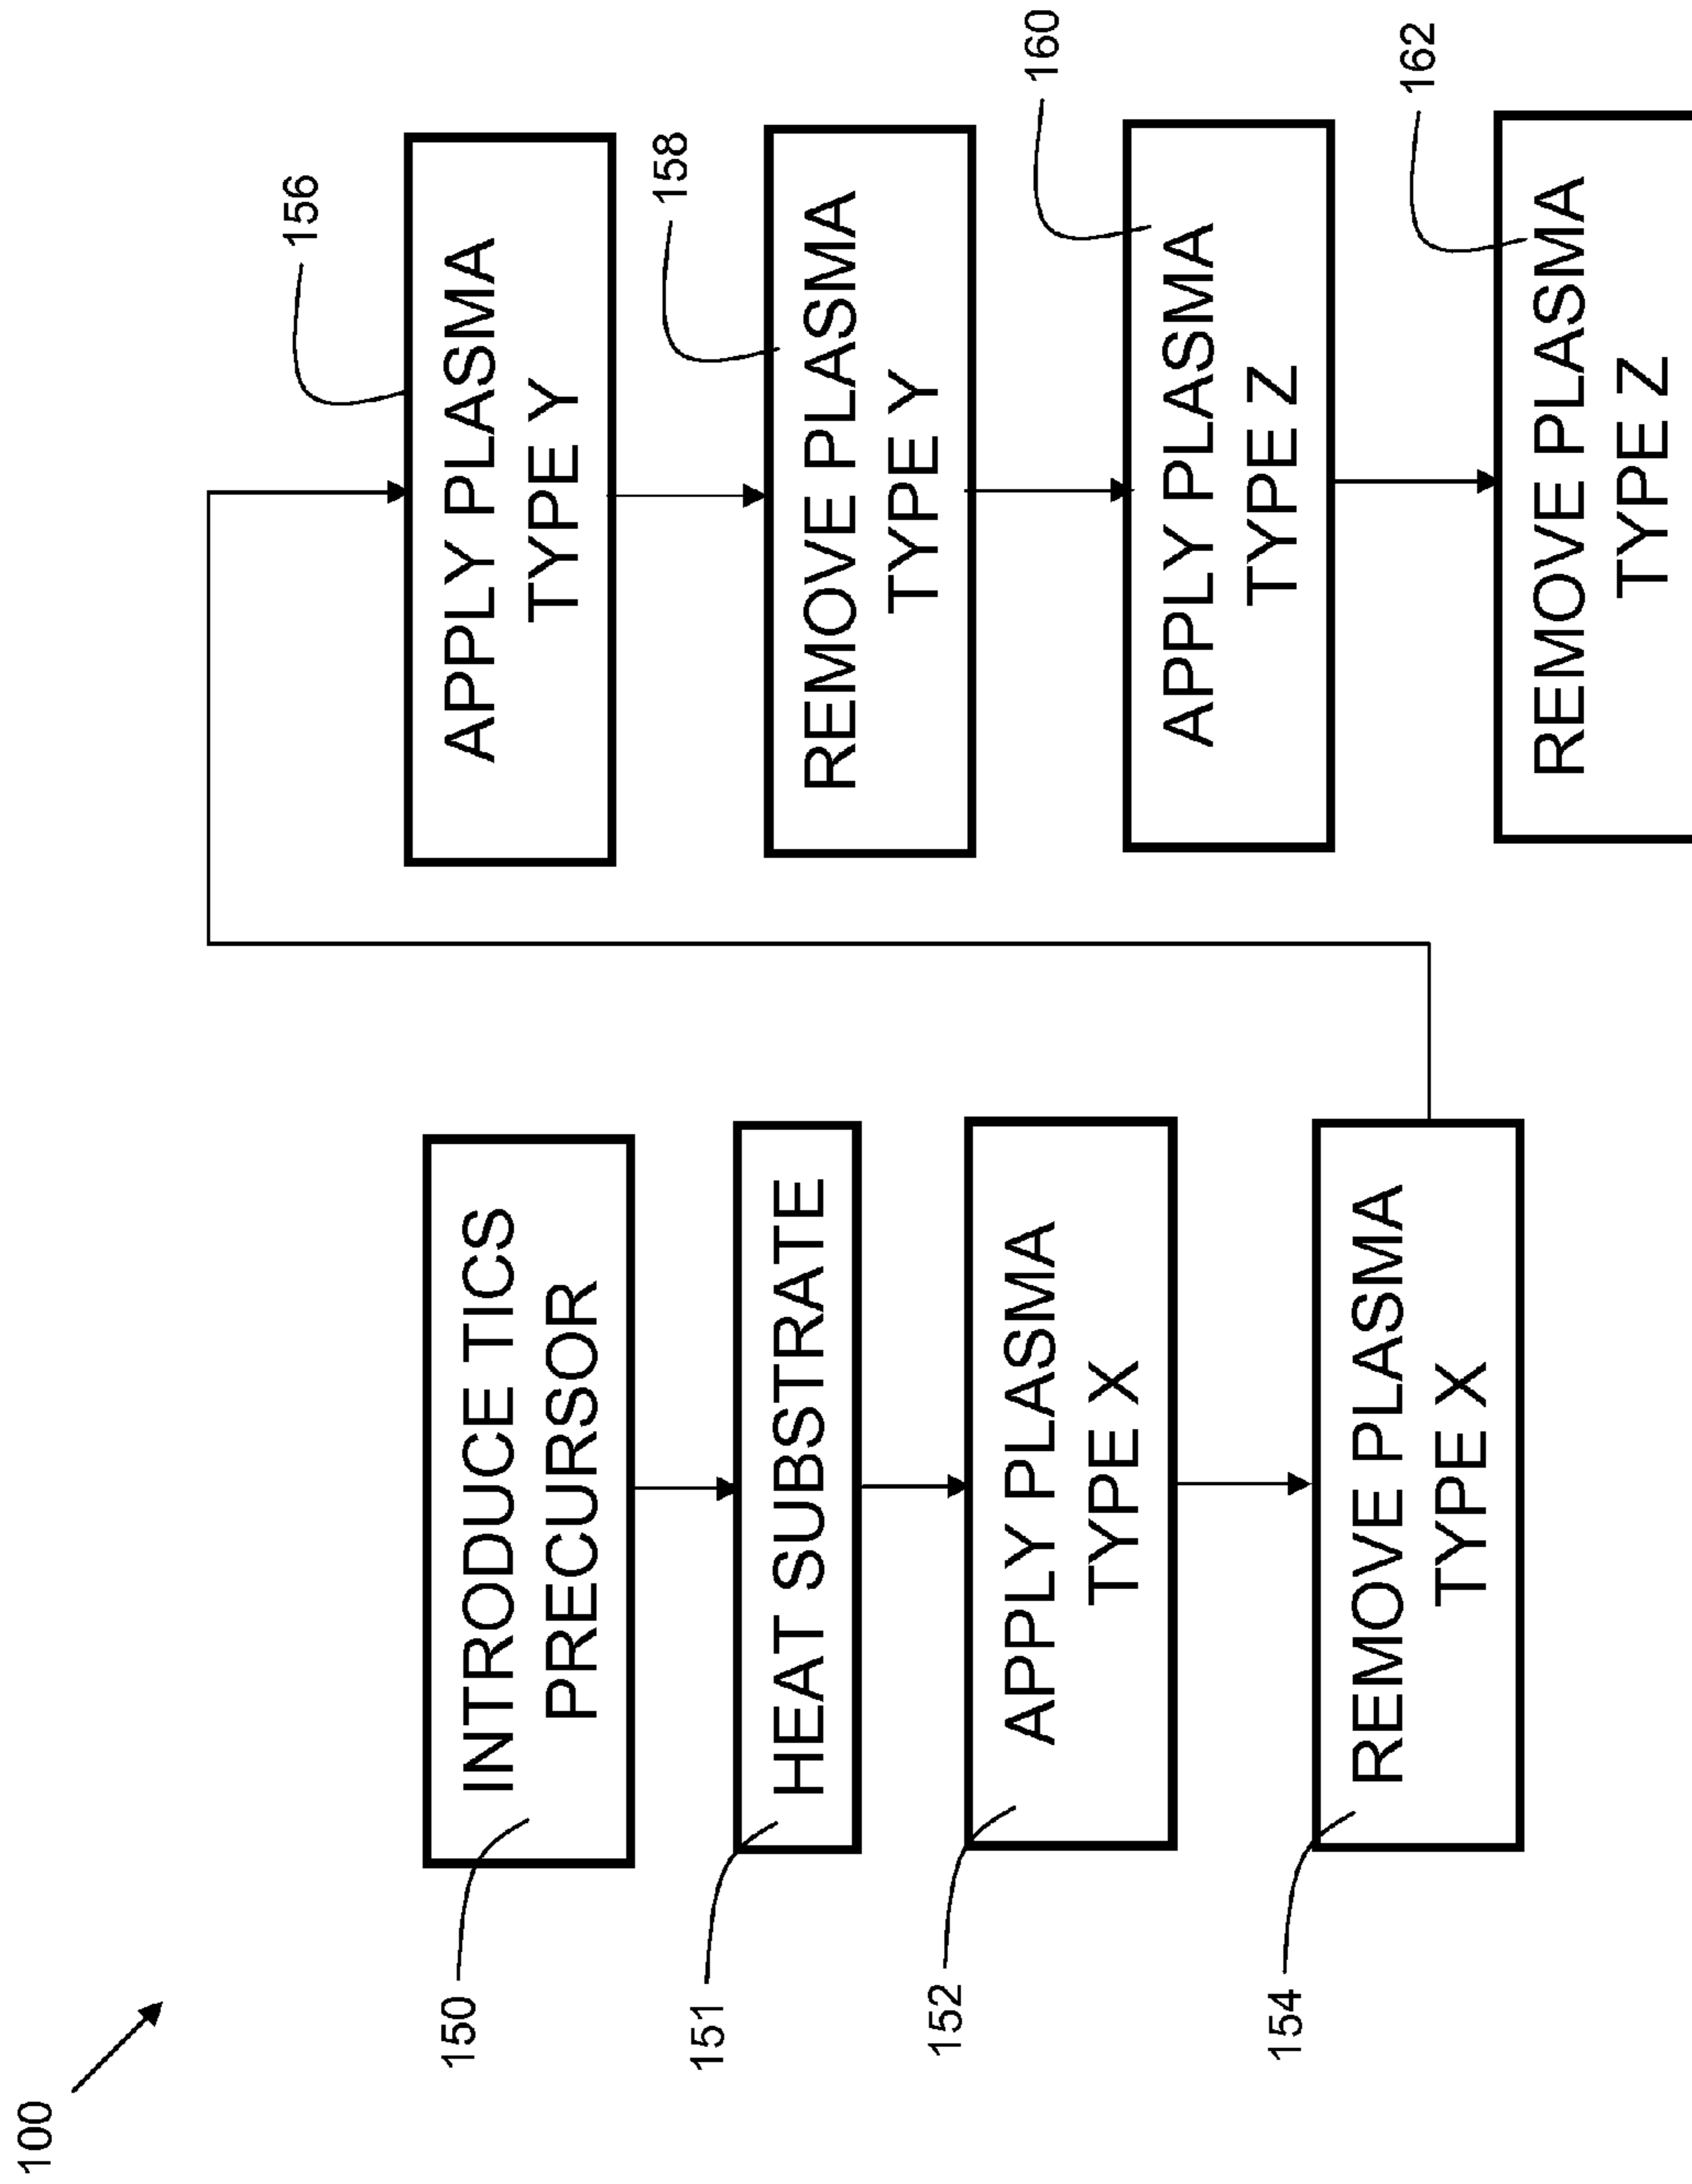 100
150
INTRODUCE TICS
PRECURSOR
151
HEAT SUBSTRATE
152
APPLY PLASMA
TYPE X
154
REMOVE PLASMA
TYPE X
156
APPLY PLASMA
TYPE Y
158
REMOVE PLASMA
TYPE Y
160
APPLY PLASMA
TYPE Z
162
REMOVE PLASMA
TYPE Z